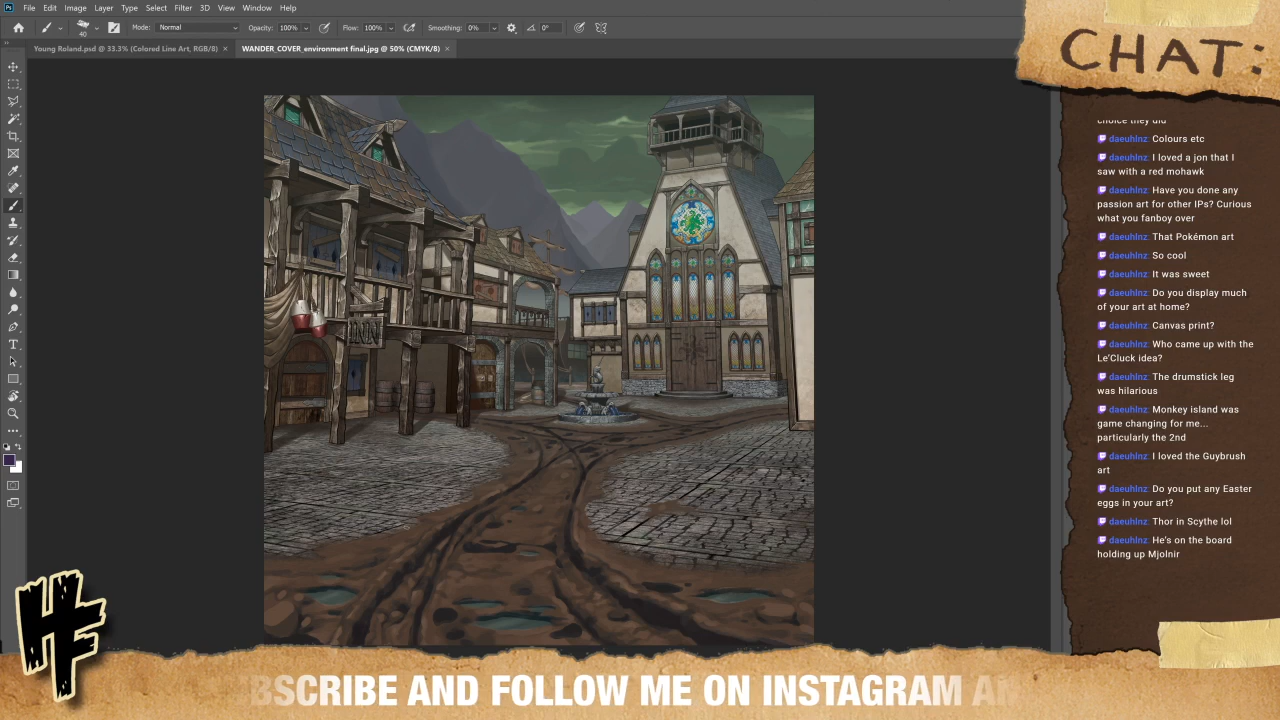 File Edit Image Layer Type Select Filter 3D View Window Help
40 Mode: Normal Opacity: 100% Flow: 100% Smoothing: 0% 0°
Young Roland.psd @ 33.3% (Colored Line Art, RGB/8) × WANDER_COVER_environment final.jpg @ 50% (CMYK/8) ×
CHAT:
choice they did
daeuhlnz: Colours etc
daeuhlnz: I loved a jon that I
saw with a red mohawk
daeuhlnz: Have you done any
passion art for other IPs? Curious
what you fanboy over
daeuhlnz: That Pokémon art
daeuhlnz: So cool
daeuhlnz: It was sweet
daeuhlnz: Do you display much
of your art at home?
daeuhlnz: Canvas print?
daeuhlnz: Who came up with the
Le'Cluck idea?
daeuhlnz: The drumstick leg
was hilarious
daeuhlnz: Monkey island was
game changing for me...
particularly the 2nd
daeuhlnz: I loved the Guybrush
art
daeuhlnz: Do you put any Easter
eggs in your art?
daeuhlnz: Thor in Scythe lol
daeuhlnz: He's on the board
holding up Mjolnir
INN
HF
BSCRIBE AND FOLLOW ME ON INSTAGRAM AN